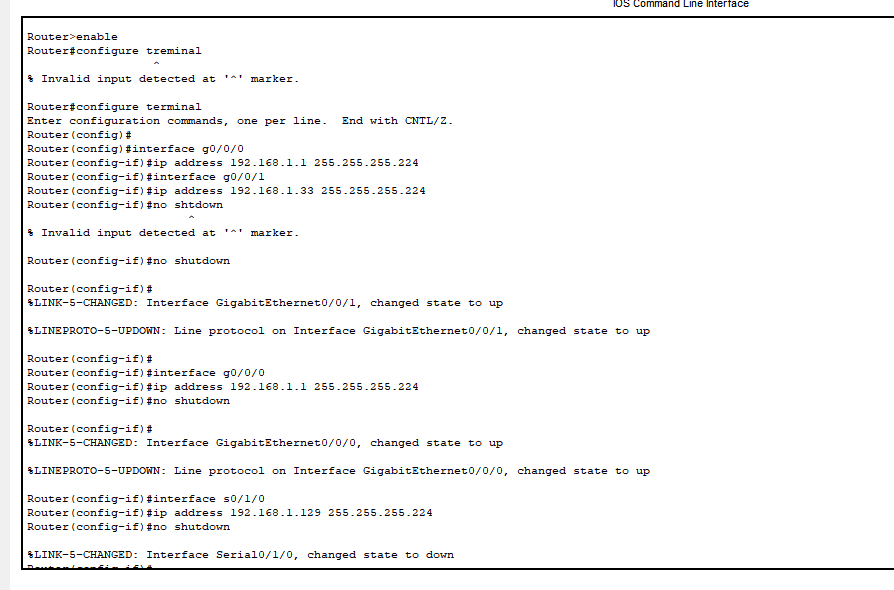 IOS Command Line Interface
Router>enable
Router#configure treminal
^
% Invalid input detected at '^' marker.
Router#configure terminal
Enter configuration commands, one per line.  End with CNTL/Z.
Router(config)#
Router(config)#interface g0/0/0
Router(config-if)#ip address 192.168.1.1 255.255.255.224
Router(config-if)#interface g0/0/1
Router(config-if)#ip address 192.168.1.33 255.255.255.224
Router(config-if)#no shtdown
^
% Invalid input detected at '^' marker.
Router(config-if)#no shutdown
Router(config-if)#
%LINK-5-CHANGED: Interface GigabitEthernet0/0/1, changed state to up
%LINEPROTO-5-UPDOWN: Line protocol on Interface GigabitEthernet0/0/1, changed state to up
Router(config-if)#
Router(config-if)#interface g0/0/0
Router(config-if)#ip address 192.168.1.1 255.255.255.224
Router(config-if)#no shutdown
Router(config-if)#
%LINK-5-CHANGED: Interface GigabitEthernet0/0/0, changed state to up
%LINEPROTO-5-UPDOWN: Line protocol on Interface GigabitEthernet0/0/0, changed state to up
Router(config-if)#interface s0/1/0
Router(config-if)#ip address 192.168.1.129 255.255.255.224
Router(config-if)#no shutdown
%LINK-5-CHANGED: Interface Serial0/1/0, changed state to down
Router(config-if)#